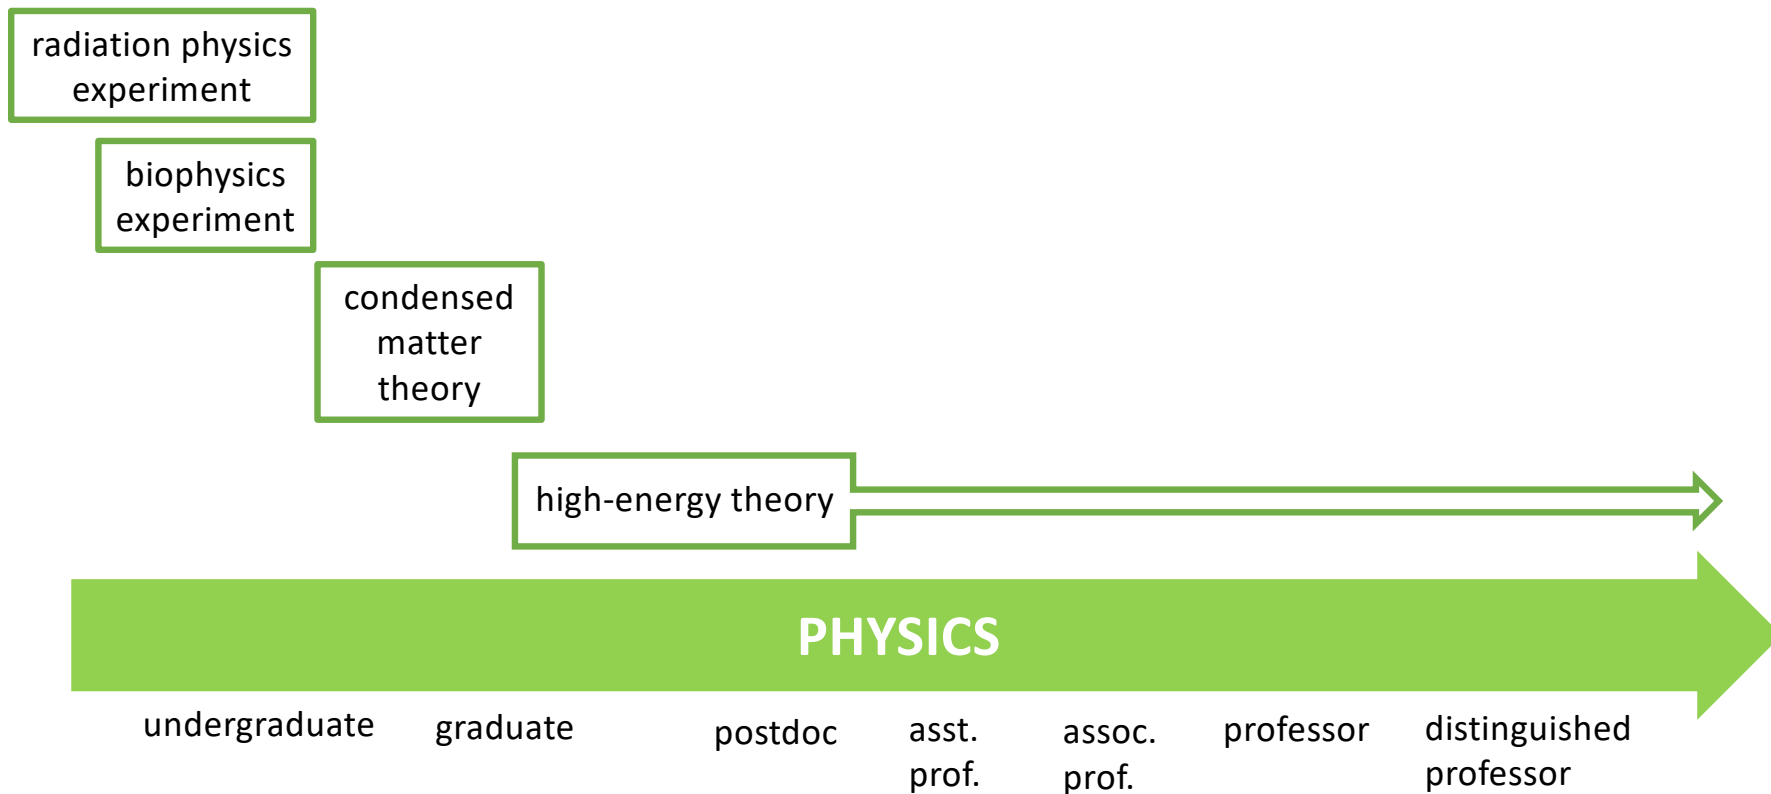 radiation physics
experiment
biophysics
experiment
condensed
matter
theory
high-energy theory
PHYSICS
undergraduate
graduate
postdoc
asst.
prof.
assoc.
prof.
professor
distinguished
professor